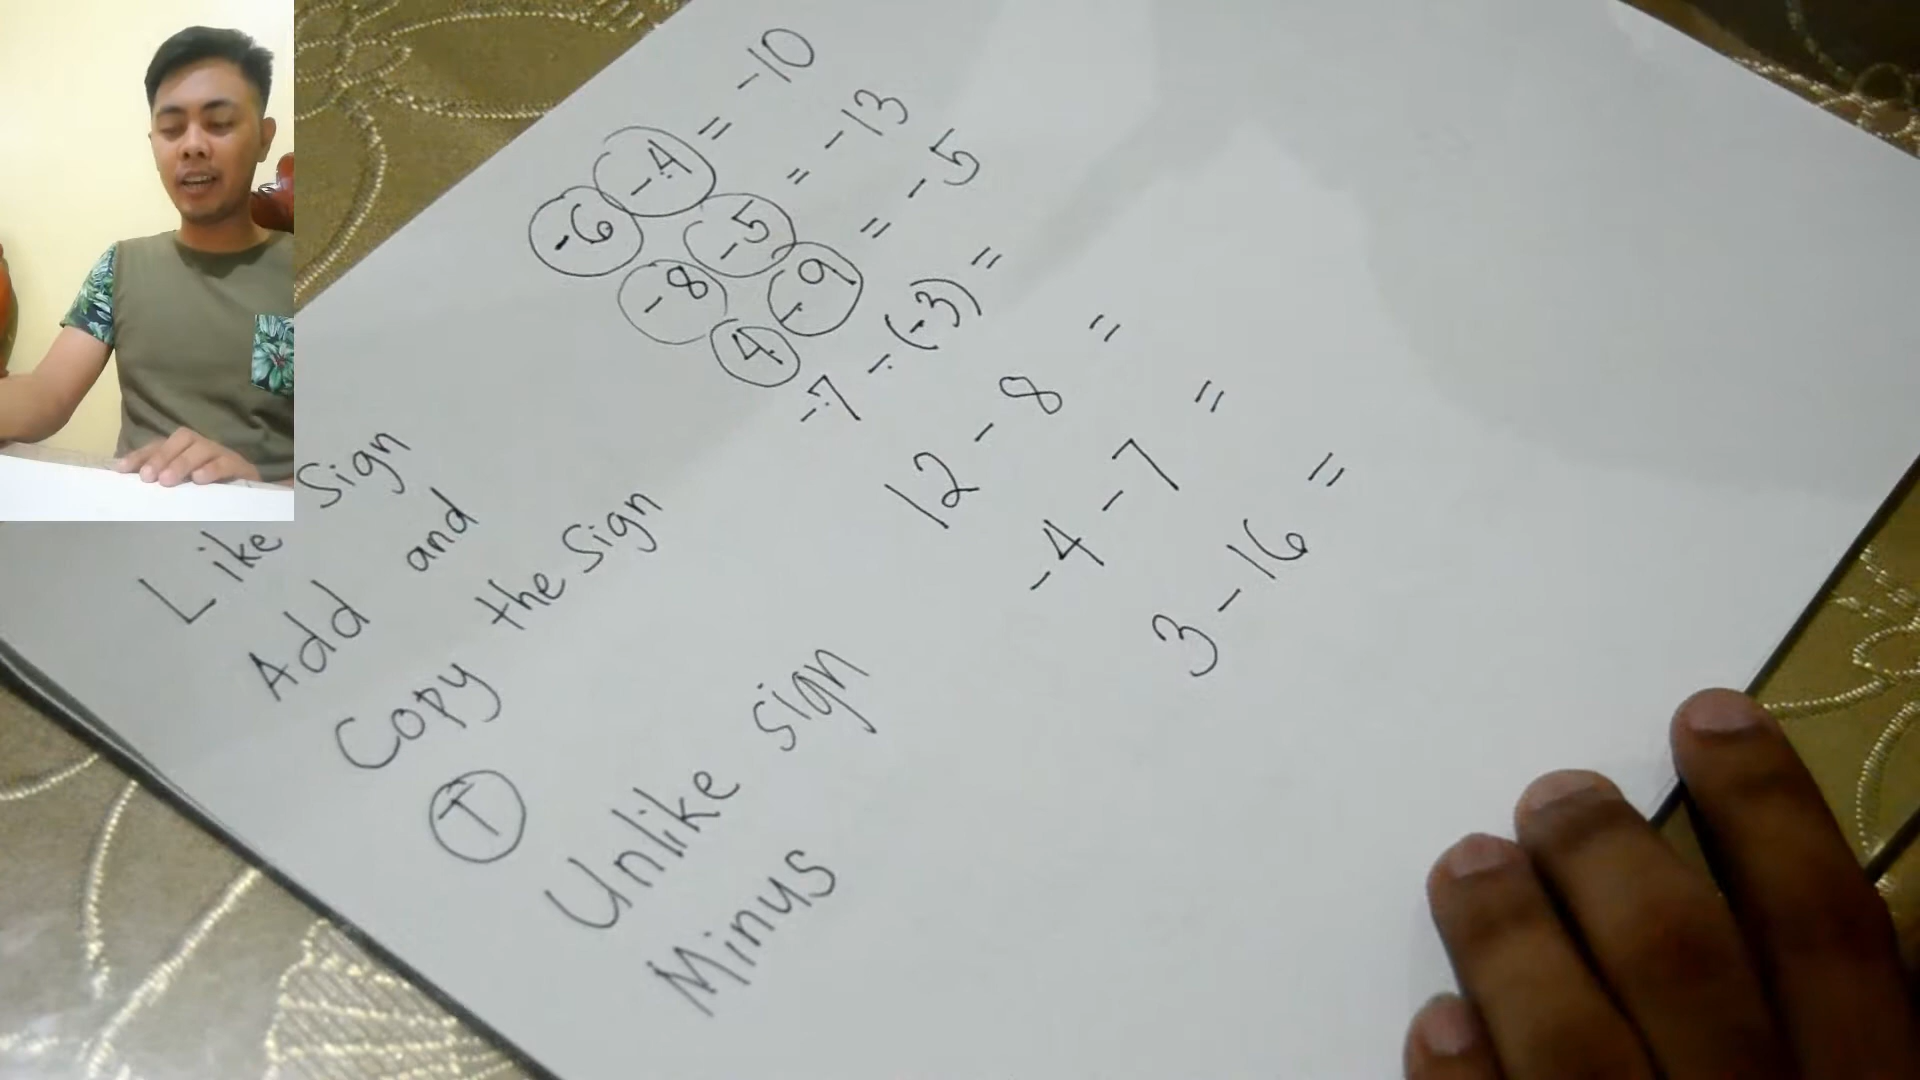 -6 -4 = -10
-8 -5 = -13
4 -9 = -5
-7 - (-3) =
12 - 8 =
-4 - 7 =
3 - 16 =
Like Sign
Add and
Copy the Sign
T
Unlike sign
Minus